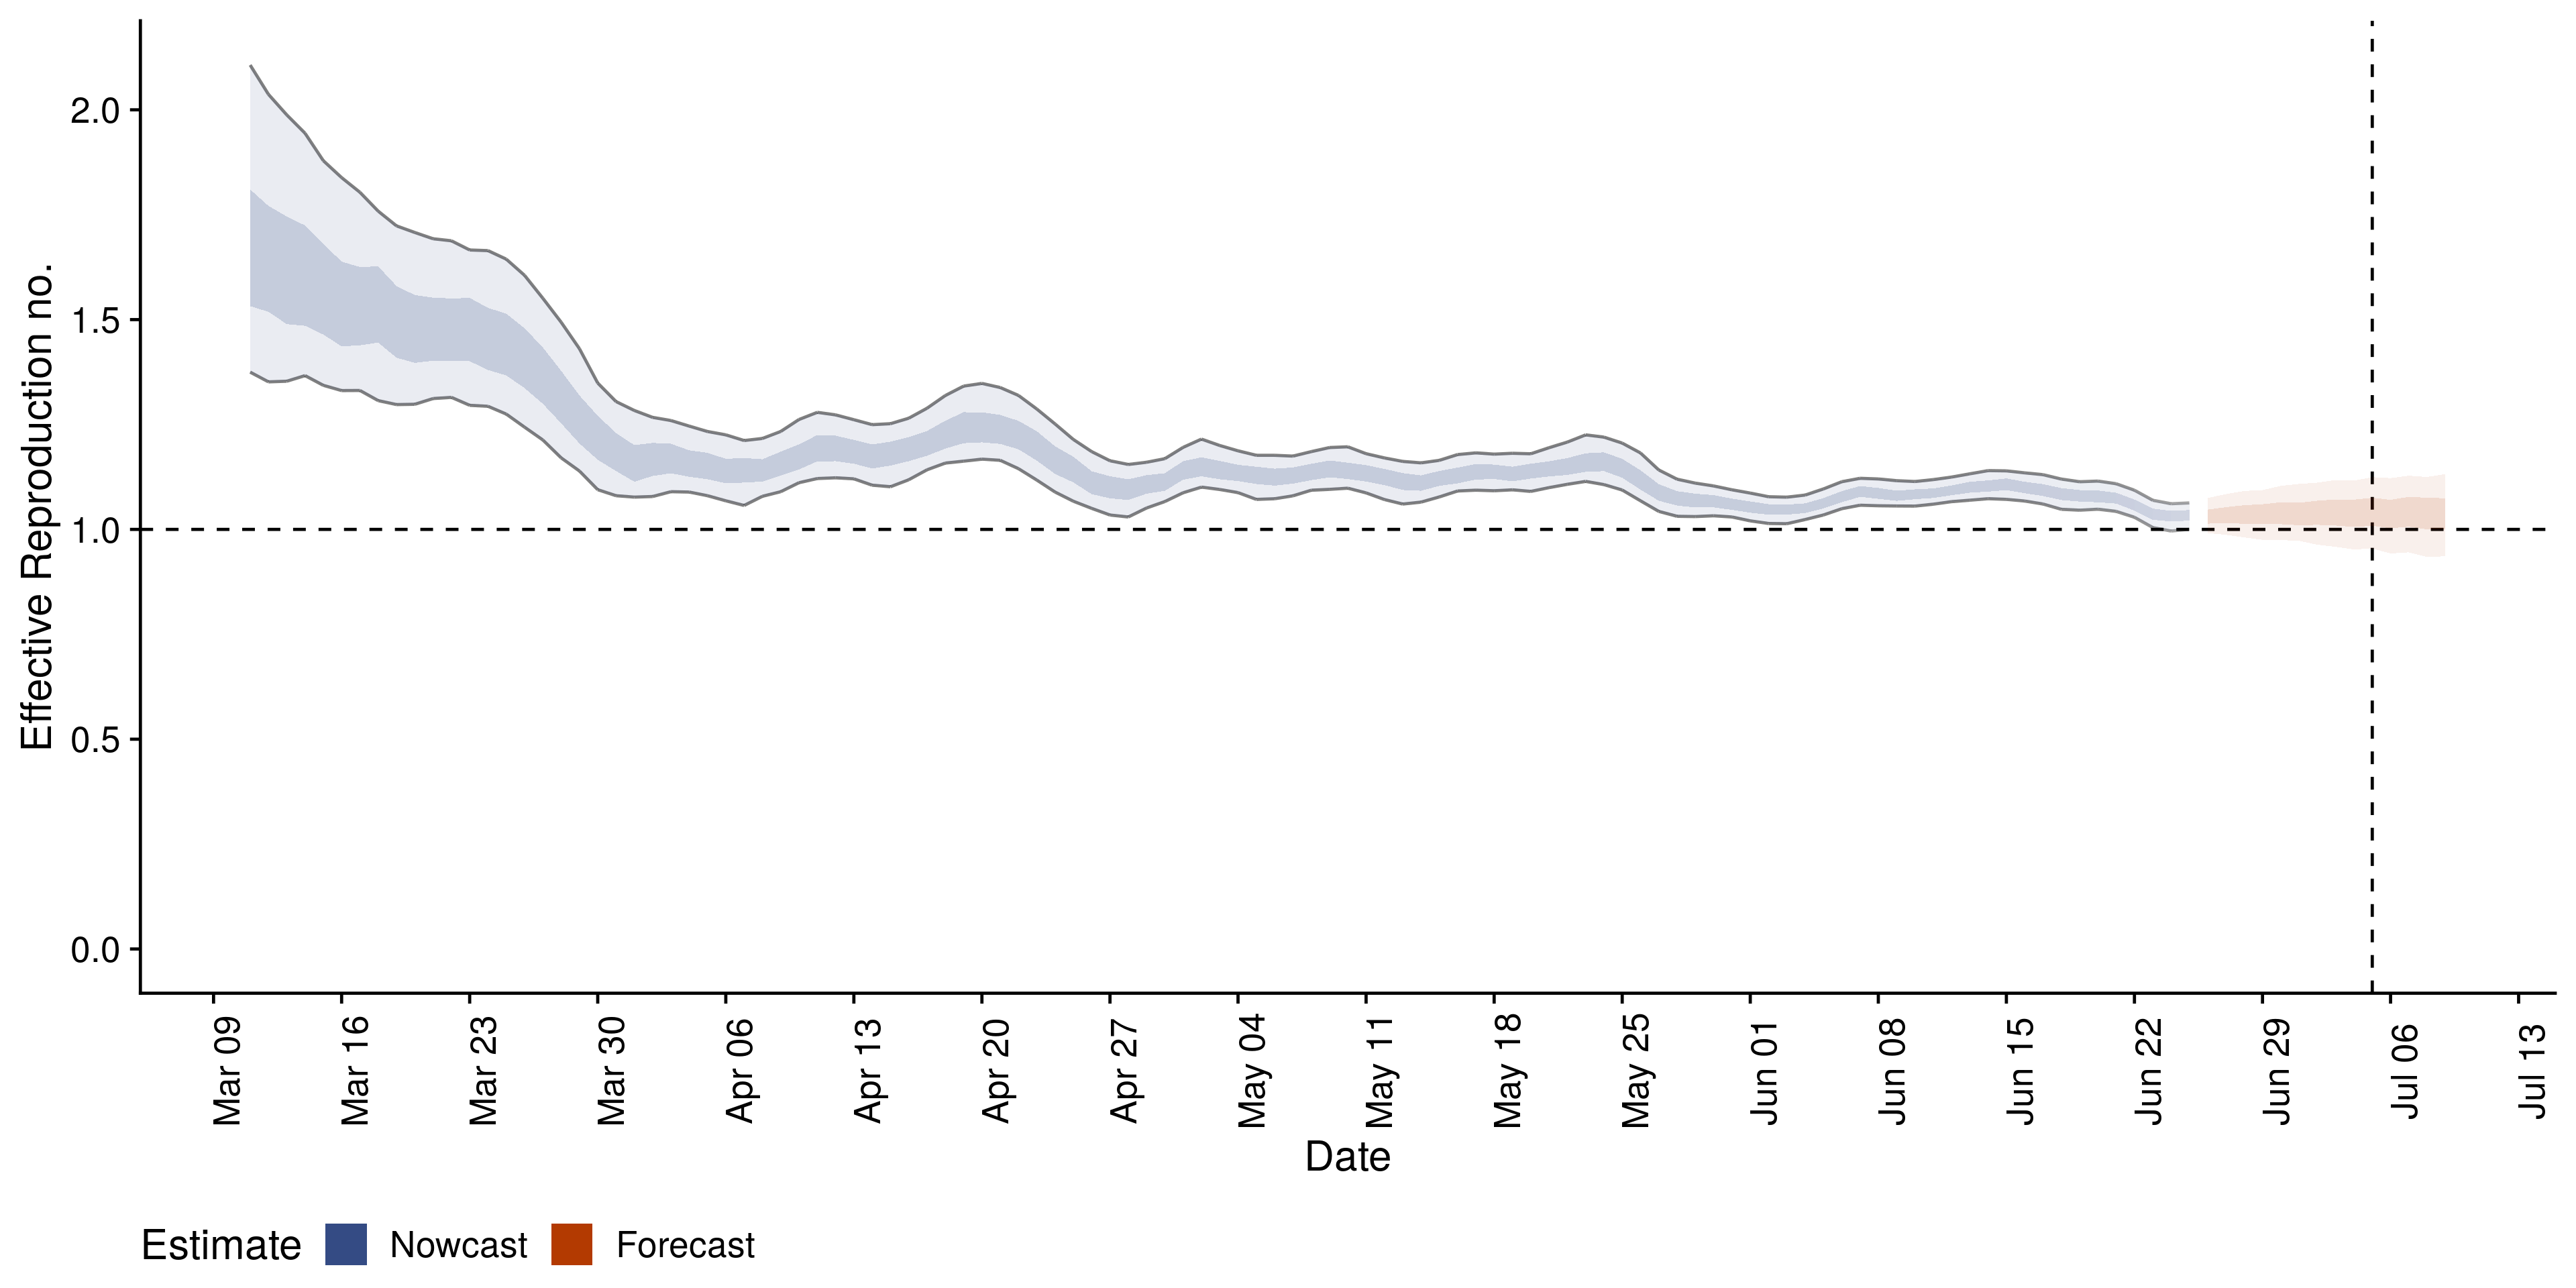 Effective Reproduction no.
2.0
1.5
1.0
0.5
0.0
Mar 09
Mar 16
Mar 23
Mar 30
Apr 06
Apr 13
Apr 20
Apr 27
May 04
May 11
May 18
May 25
Jun 01
Jun 08
Jun 15
Jun 22
Jun 29
Jul 06
Jul 13
Date
Estimate Nowcast Forecast